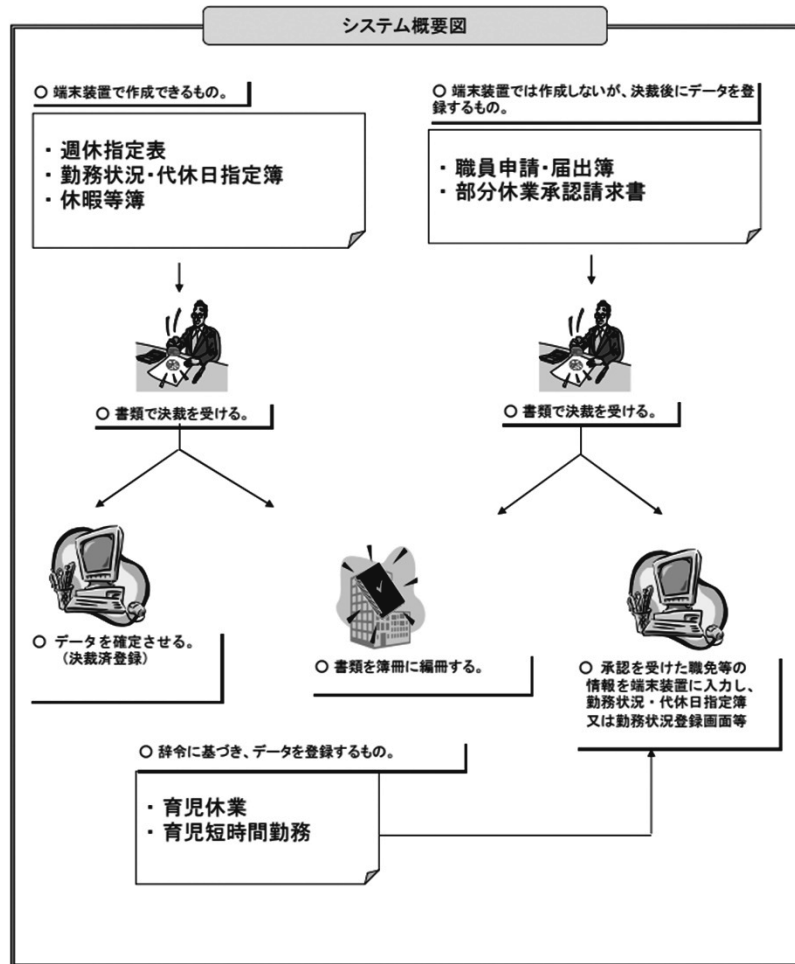 システム概要図
○ 端末装置で作成できるもの。
・ 週休指定表
・ 勤務状況・代休日指定簿
・ 休暇等簿
○ 端末装置では作成しないが、決裁後にデータを登
録するもの。
・ 職員申請・届出簿
・ 部分休業承認請求書
○ 書類で決裁を受ける。
○ 書類で決裁を受ける。
○ データを確定させる。
(決裁済登録)
○ 書類を簿冊に編冊する。
○ 承認を受けた職免等の
情報を端末装置に入力し、
勤務状況・代休日指定簿
又は勤務状況登録画面等
○ 辞令に基づき、データを登録するもの。
・ 育児休業
・ 育児短時間勤務